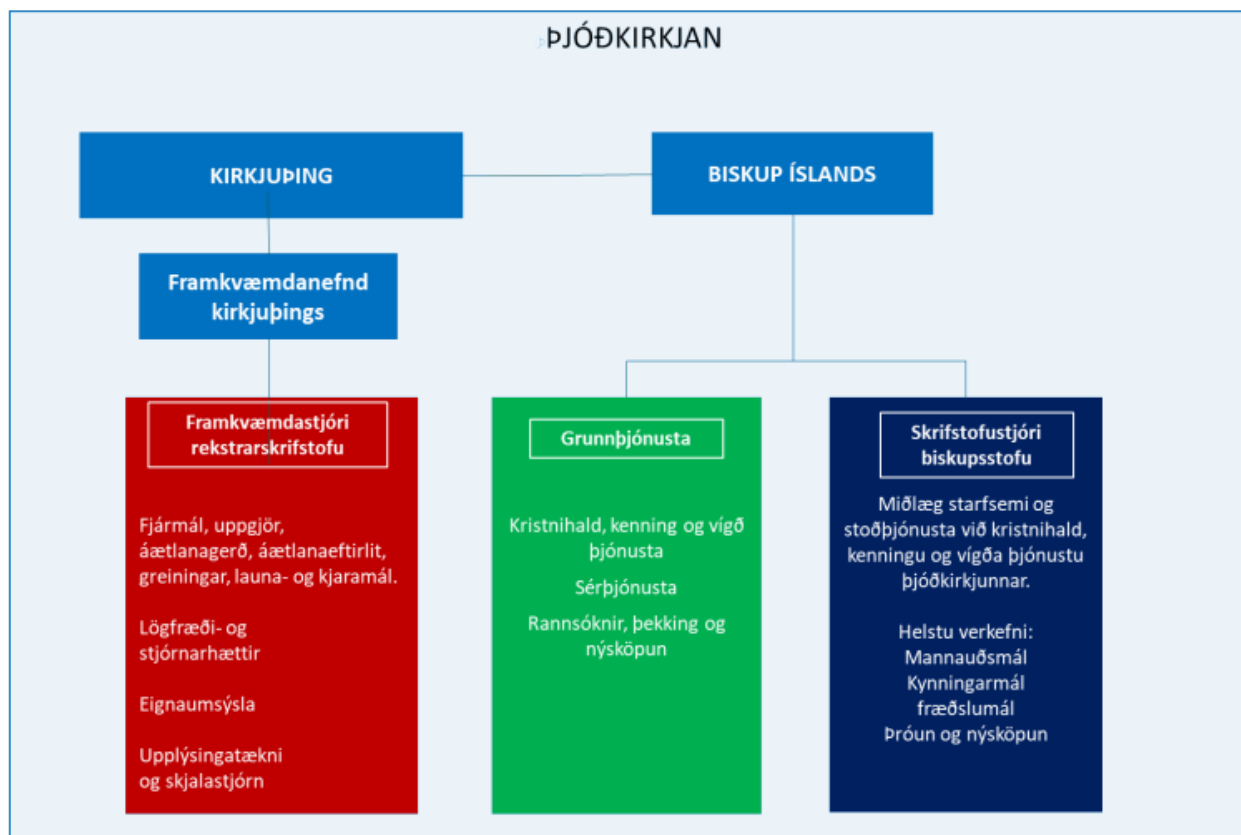 ÞJÓÐKIRKJAN
KIRKJUÞING
BISKUP ÍSLANDS
Framkvæmdanefnd
kirkjuþings
Framkvæmdastjóri
rekstrarskrifstofu
Fjármál, uppgjör,
áætlanagerð, áætlanaeftirlit,
greiningar, launa- og kjaramál.
Lögfræði- og
stjórnarhættir
Eignaumsýsla
Upplýsingatækni
og skjalastjórn
Grunnþjónusta
Kristnihald, kenning og vígð
þjónusta
Sérþjónusta
Rannsóknir, þekking og
nýsköpun
Skrifstofustjóri
biskupsstofu
Miðlæg starfsemi og
stoðþjónusta við kristnihald,
kenningu og vígða þjónustu
þjóðkirkjunnar.
Helstu verkefni:
Mannauðsmál
Kynningarmál
fræðslumál
Þróun og nýsköpun